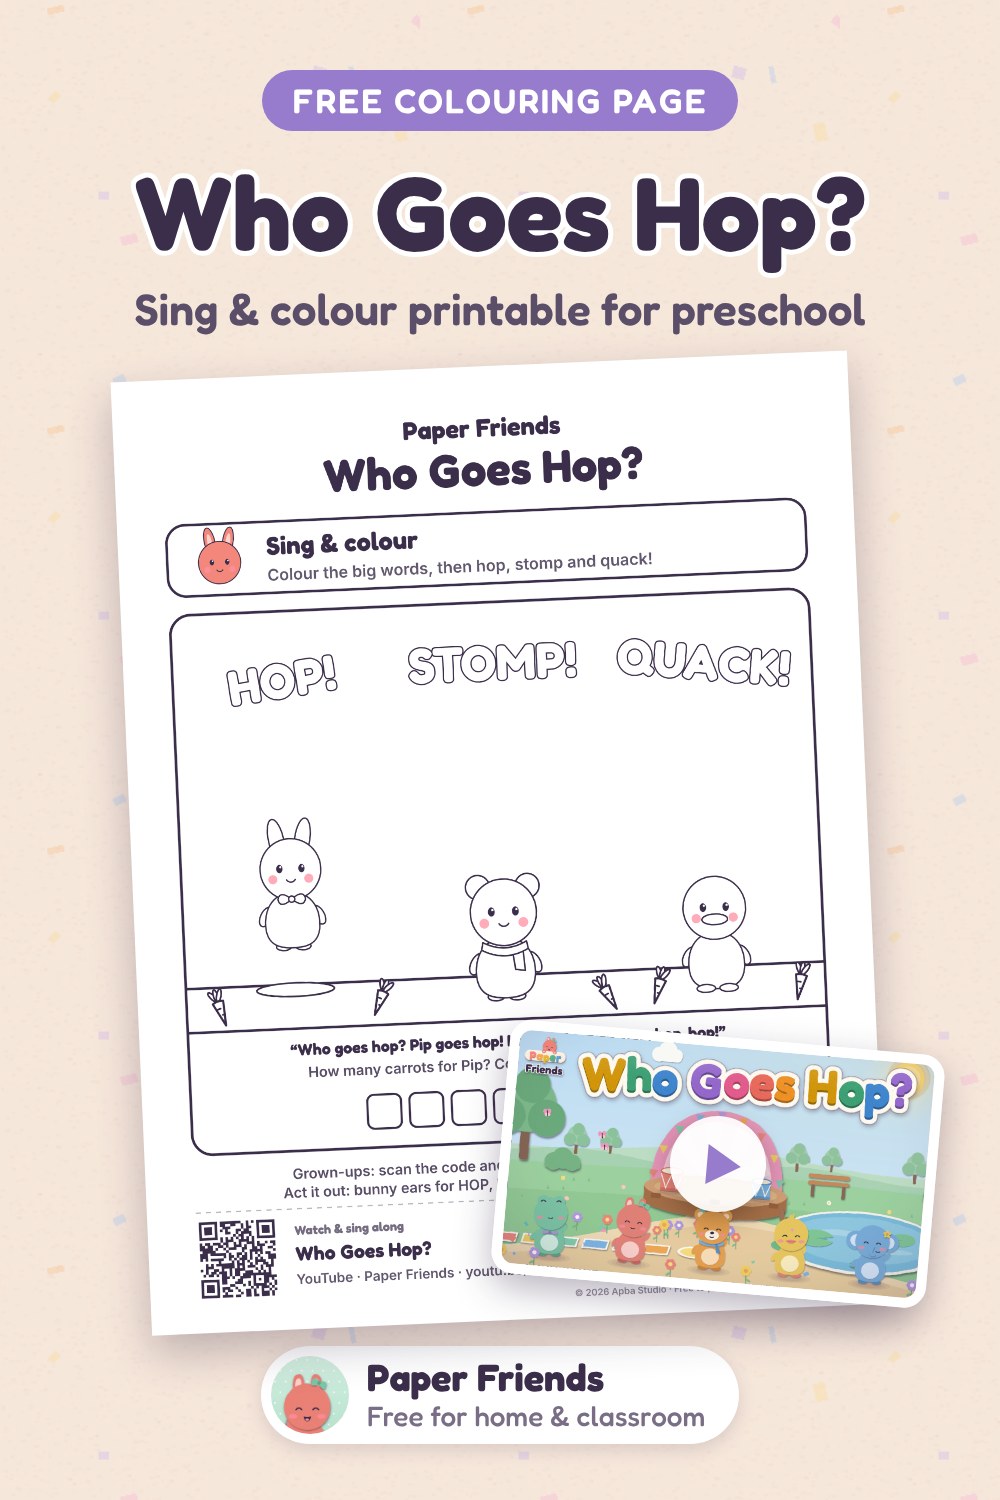 FREE COLOURING PAGE
Who Goes Hop?
Sing & colour printable for preschool
Paper Friends
Who Goes Hop?
Sing & colour
Colour the big words, then hop, stomp and quack!
HOP! STOMP! QUACK!
“Who goes hop? Pip goes hop! hop!”
How many carrots for Pip?
Grown-ups: scan the code and
Act it out: bunny ears for HOP,
Watch & sing along
Who Goes Hop?
YouTube · Paper Friends ·
© 2026 Apba Studio ·
Paper Friends
Who Goes Hop?
Paper Friends
Free for home & classroom